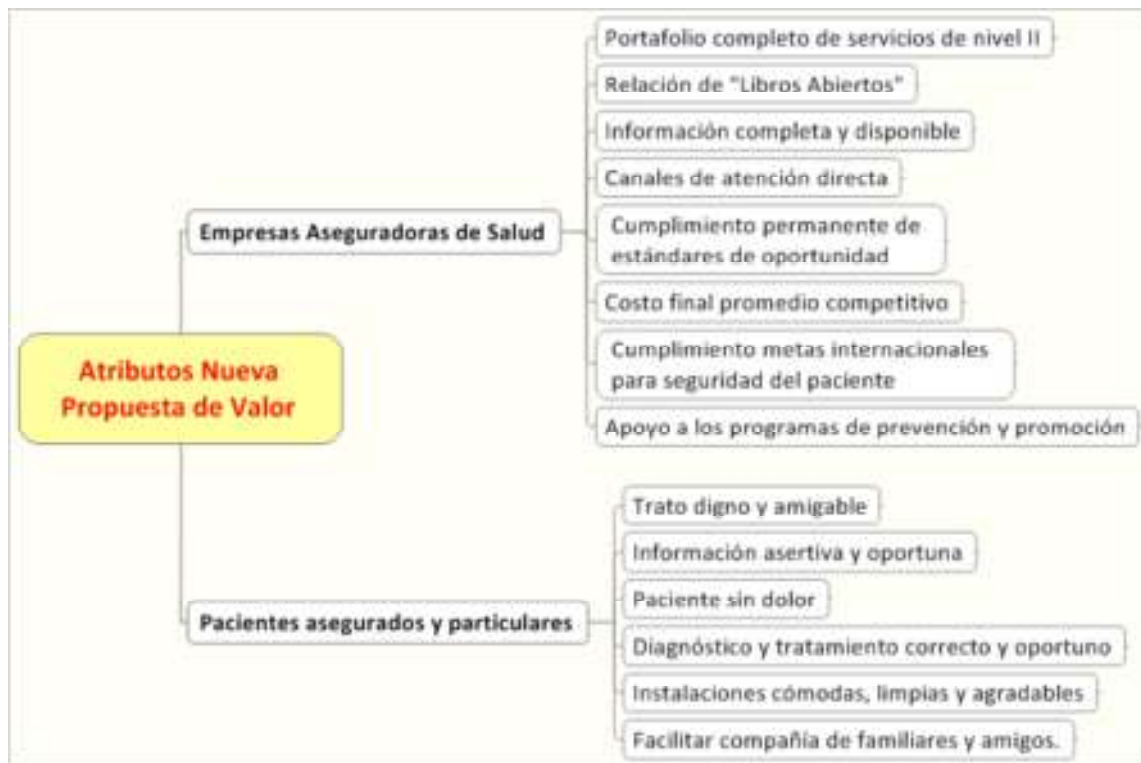 Atributos Nueva
Propuesta de Valor
Empresas Aseguradoras de Salud
Portafolio completo de servicios de nivel II
Relación de "Libros Abiertos"
Información completa y disponible
Canales de atención directa
Cumplimiento permanente de
estándares de oportunidad
Costo final promedio competitivo
Cumplimiento metas internacionales
para seguridad del paciente
Apoyo a los programas de prevención y promoción
Pacientes asegurados y particulares
Trato digno y amigable
Información asertiva y oportuna
Paciente sin dolor
Diagnóstico y tratamiento correcto y oportuno
Instalaciones cómodas, limpias y agradables
Facilitar compañía de familiares y amigos.